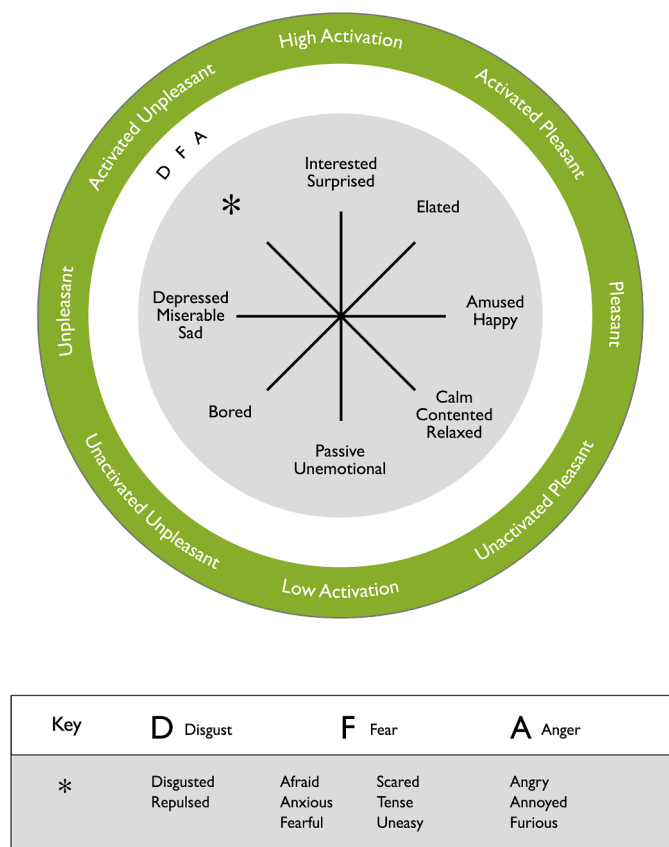 High Activation
Activated Unpleasant
Activated Pleasant
D F A
Interested
Surprised
*
Elated
Unpleasant
Depressed
Miserable
Sad
Amused
Happy
Pleasant
Bored
Calm
Contented
Relaxed
Passive
Unemotional
Unactivated Unpleasant
Unactivated Pleasant
Low Activation
Key
D Disgust
F Fear
A Anger
*
Disgusted
Repulsed
Afraid
Anxious
Fearful
Scared
Tense
Uneasy
Angry
Annoyed
Furious